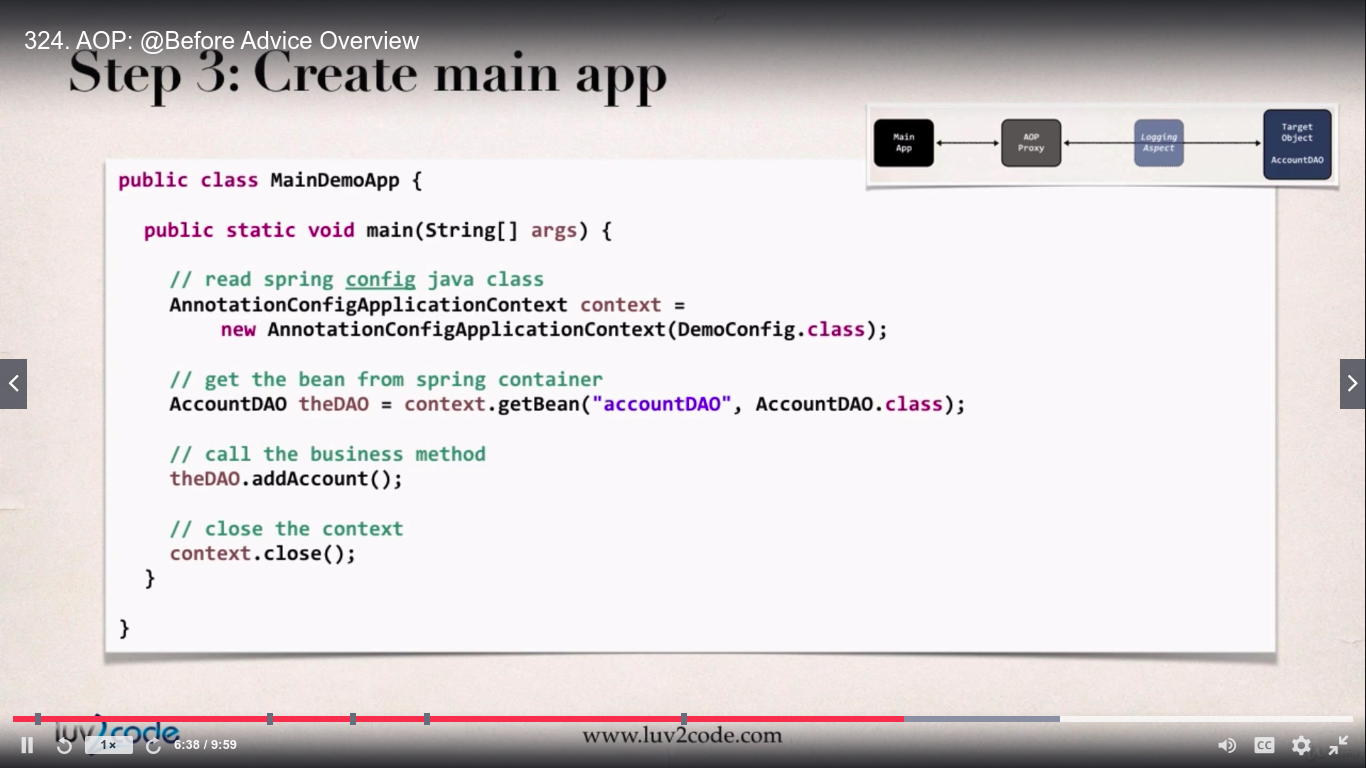 324. AOP: @Before Advice Overview
Step 3: Create main app
Main
App
AOP
Proxy
Logging
Aspect
Target
Object
AccountDAO
public class MainDemoApp {
public static void main(String[] args) {
// read spring config java class
AnnotationConfigApplicationContext context =
new AnnotationConfigApplicationContext(DemoConfig.class);
// get the bean from spring container
AccountDAO theDAO = context.getBean("accountDAO", AccountDAO.class);
// call the business method
theDAO.addAccount();
// close the context
context.close();
}
}
luv2code
www.luv2code.com
1×
6:38 / 9:59
CC